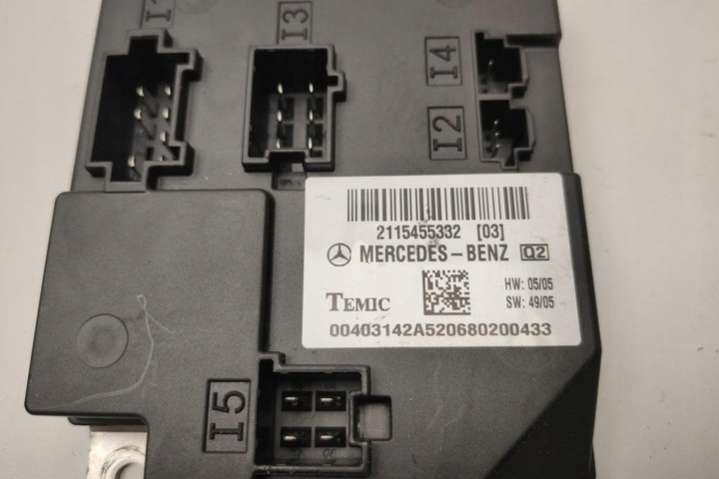 I3
I4
I2
2115455332 [03]
MERCEDES-BENZ Q2
HW: 05/05
TEMIC SW: 49/05
00403142A520680200433
I5